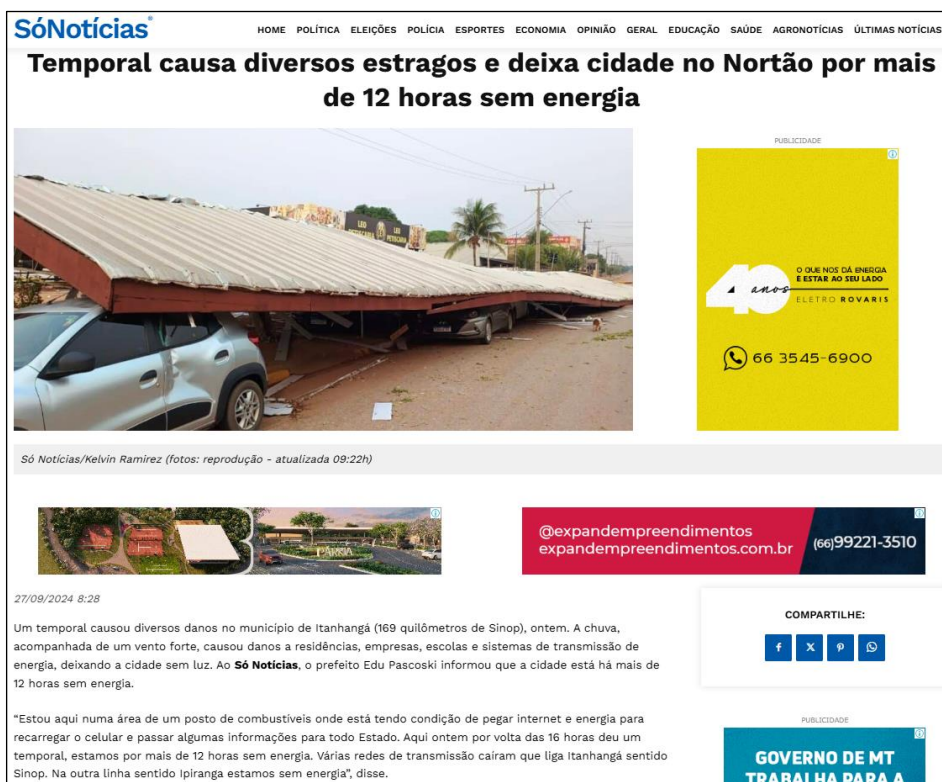 SóNotícias
HOME POLÍTICA ELEIÇÕES POLÍCIA ESPORTES ECONOMIA OPINIÃO GERAL EDUCAÇÃO SAÚDE AGRONOTÍCIAS ÚLTIMAS NOTÍCIAS
Temporal causa diversos estragos e deixa cidade no Nortão por mais
de 12 horas sem energia
PUBLICIDADE
40 anos
O QUE NOS DÁ ENERGIA
É ESTAR AO SEU LADO
ELETRO ROVARIS
66 3545-6900
Só Notícias/Kelvin Ramirez (fotos: reprodução - atualizada 09:22h)
@expandempreendimentos
expandempreendimentos.com.br
(66)99221-3510
27/09/2024 8:28
Um temporal causou diversos danos no município de Itanhangá (169 quilômetros de Sinop), ontem. A chuva,
acompanhada de um vento forte, causou danos a residências, empresas, escolas e sistemas de transmissão de
energia, deixando a cidade sem luz. Ao Só Notícias, o prefeito Edu Pascoski informou que a cidade está há mais de
12 horas sem energia.
“Estou aqui numa área de um posto de combustíveis onde está tendo condição de pegar internet e energia para
recarregar o celular e passar algumas informações para todo Estado. Aqui ontem por volta das 16 horas deu um
temporal, estamos por mais de 12 horas sem energia. Várias redes de transmissão caíram que liga Itanhangá sentido
Sinop. Na outra linha sentido Ipiranga estamos sem energia”, disse.
COMPARTILHE:
PUBLICIDADE
GOVERNO DE MT
TRABALHA PARA A